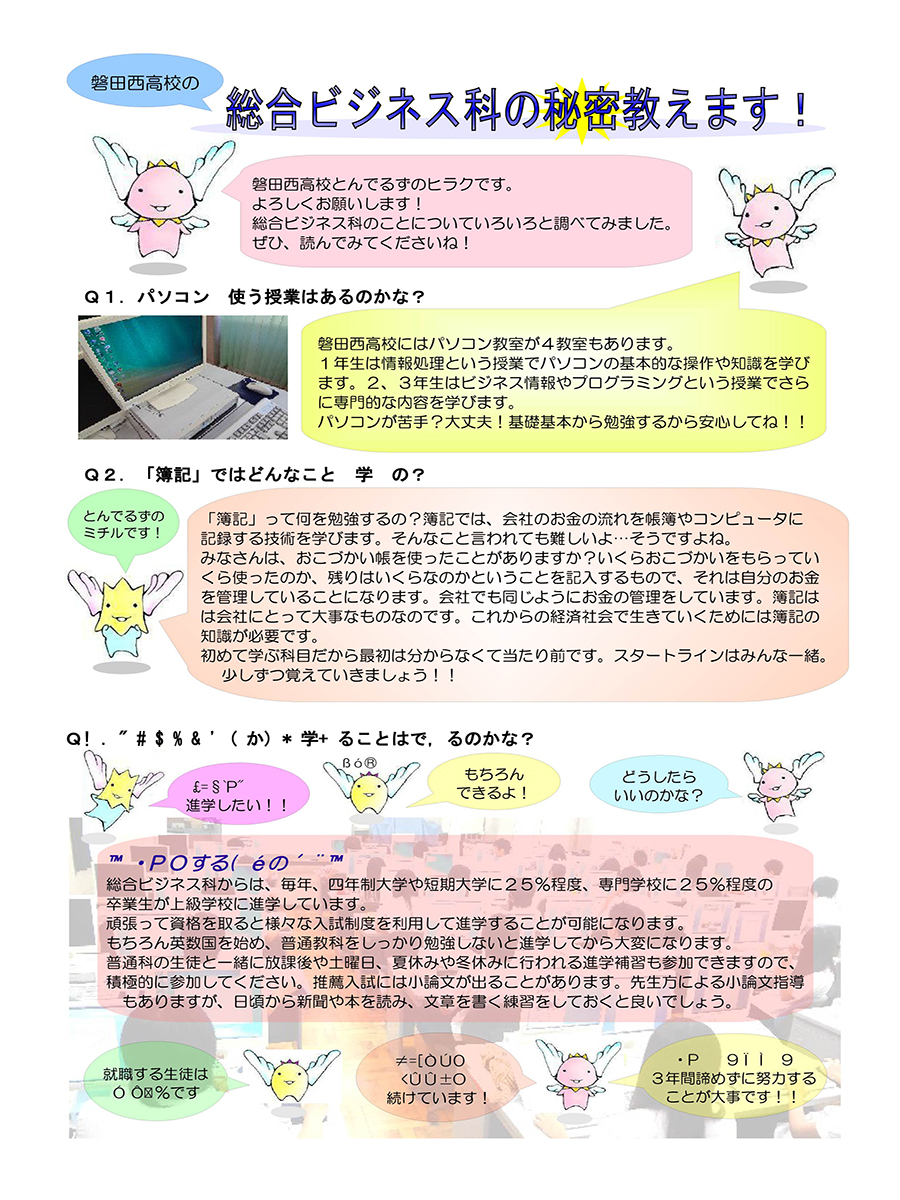 磐田西高校の
総合ビジネス科の秘密教えます！
磐田西高校とんでるずのヒラクです。
よろしくお願いします！
総合ビジネス科のことについていろいろと調べてみました。
ぜひ、読んでみてくださいね！
Ｑ１．パソコン　使う授業はあるのかな？
磐田西高校にはパソコン教室が４教室もあります。
１年生は情報処理という授業でパソコンの基本的な操作や知識を学び
ます。２、３年生はビジネス情報やプログラミングという授業でさら
に専門的な内容を学びます。
パソコンが苦手？大丈夫！基礎基本から勉強するから安心してね！！
Ｑ２．「簿記」ではどんなこと　学　の？
とんでるずの
ミチルです！
「簿記」って何を勉強するの？簿記では、会社のお金の流れを帳簿やコンピュータに
記録する技術を学びます。そんなこと言われても難しいよ…そうですよね。
みなさんは、おこづかい帳を使ったことがありますか？いくらおこづかいをもらってい
くら使ったのか、残りはいくらなのかということを記入するもので、それは自分のお金
を管理していることになります。会社でも同じようにお金の管理をしています。簿記は
は会社にとって大事なものなのです。これからの経済社会で生きていくためには簿記の
知識が必要です。
初めて学ぶ科目だから最初は分からなくて当たり前です。スタートラインはみんな一緒。
少しずつ覚えていきましょう！！
Ｑ! . ″ # $ % & ' ( か) * 学+ ることはで, るのかな？
£=§`P˝
進学したい！！
ßó®
もちろん
できるよ！
どうしたら
いいのかな？
™ ・ＰＯする( éの´ ¨ ™
総合ビジネス科からは、毎年、四年制大学や短期大学に２５％程度、専門学校に２５％程度の
卒業生が上級学校に進学しています。
頑張って資格を取ると様々な入試制度を利用して進学することが可能になります。
もちろん英数国を始め、普通教科をしっかり勉強しないと進学してから大変になります。
普通科の生徒と一緒に放課後や土曜日、夏休みや冬休みに行われる進学補習も参加できますので、
積極的に参加してください。推薦入試には小論文が出ることがあります。先生方による小論文指導
もありますが、日頃から新聞や本を読み、文章を書く練習をしておくと良いでしょう。
就職する生徒は
％です
≠=[ÒÚO
‹ÛÙ±O
続けています！
・Ｐ　９ÏÌ　９
３年間諦めずに努力する
ことが大事です！！